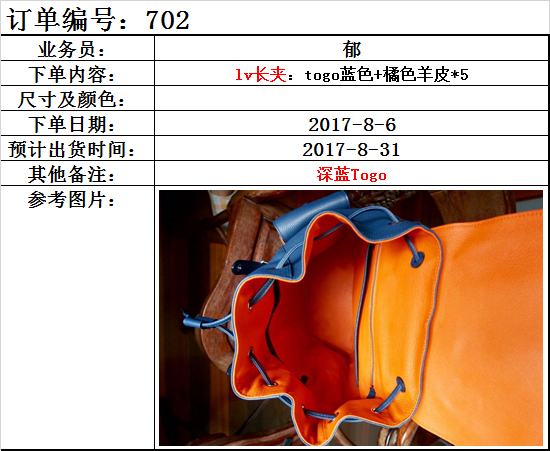 订单编号：702
业务员： 郁
下单内容： lv长夹：togo蓝色+橘色羊皮*5
尺寸及颜色：
下单日期： 2017-8-6
预计出货时间： 2017-8-31
其他备注： 深蓝Togo
参考图片：